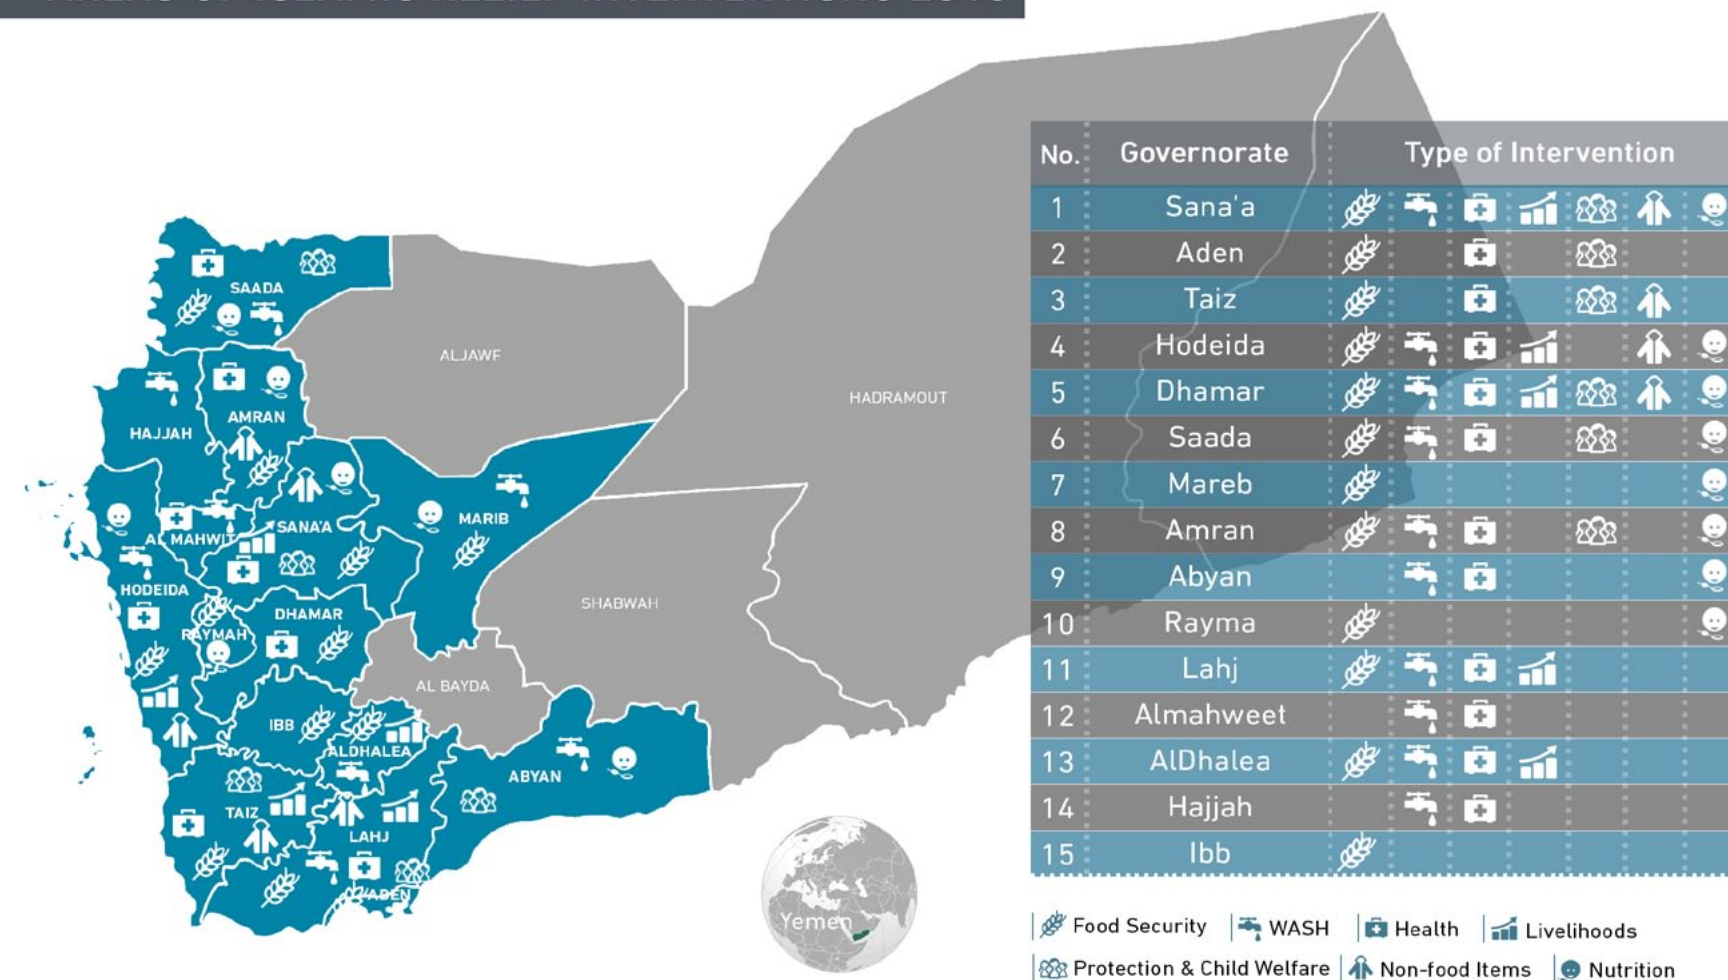 No. Governorate Type of Intervention
1 Sana'a
2 Aden
3 Taiz
4 Hodeida
5 Dhamar
6 Saada
7 Mareb
8 Amran
9 Abyan
10 Rayma
11 Lahj
12 Almahweet
13 AlDhalea
14 Hajjah
15 Ibb
Food Security WASH Health Livelihoods
Protection & Child Welfare Non-food Items Nutrition
SAADA
ALJAWF
HADRAMOUT
AMRAN
HAJJAH
MARIB
SANA'A
AL MAHWIT
HODEIDA
SHABWAH
DHAMAR
RAYMAH
AL BAYDA
IBB
ALDHALEA
ABYAN
TAIZ
LAHJ
ADEN
Yemen